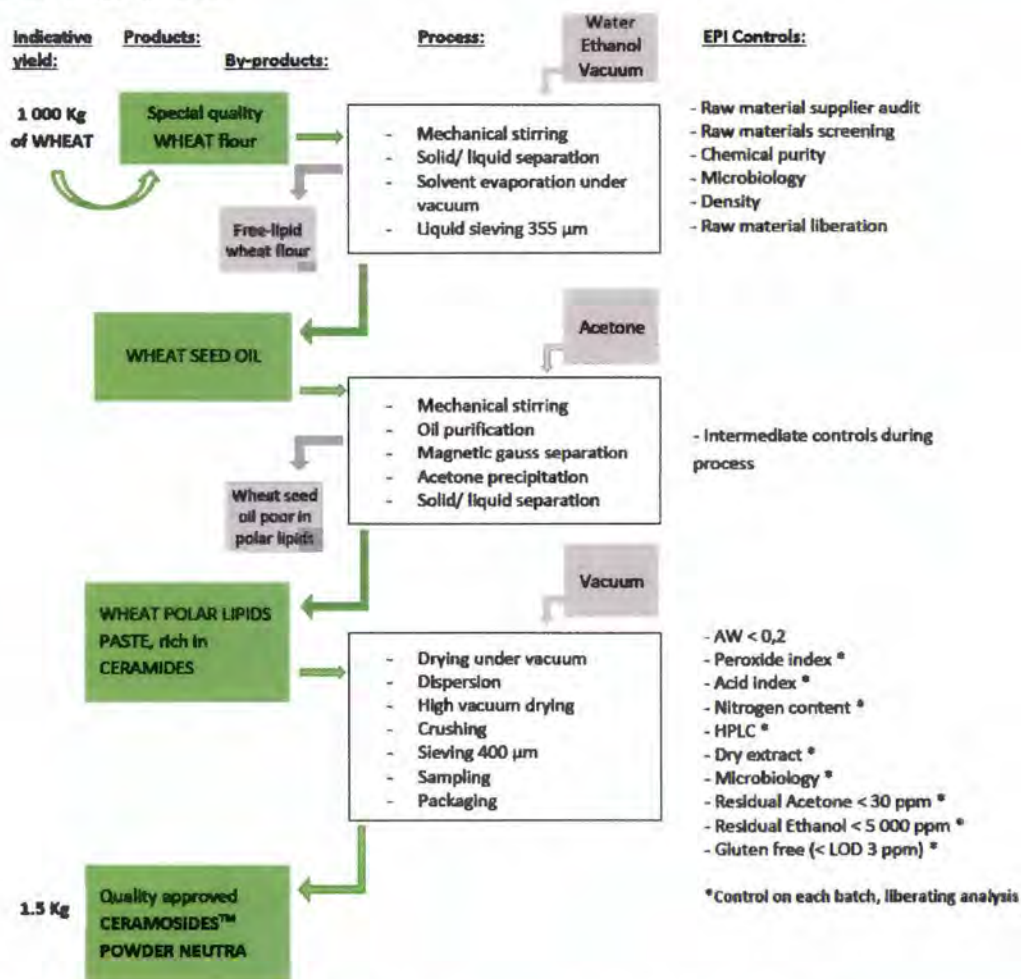 Indicative
yield:
Products:
By-products:
Process:
Water
Ethanol
Vacuum
EPI Controls:
1 000 Kg
of WHEAT
Special quality
WHEAT flour
- Mechanical stirring
- Solid/ liquid separation
- Solvent evaporation under
vacuum
- Liquid sieving 355 µm
- Raw material supplier audit
- Raw materials screening
- Chemical purity
- Microbiology
- Density
- Raw material liberation
Free-lipid
wheat flour
Acetone
WHEAT SEED OIL
- Mechanical stirring
- Oil purification
- Magnetic gauss separation
- Acetone precipitation
- Solid/ liquid separation
- Intermediate controls during
process
Wheat seed
oil poor in
polar lipids
Vacuum
WHEAT POLAR LIPIDS
PASTE, rich in
CERAMIDES
- Drying under vacuum
- Dispersion
- High vacuum drying
- Crushing
- Sieving 400 µm
- Sampling
- Packaging
- AW < 0,2
- Peroxide index *
- Acid index *
- Nitrogen content *
- HPLC *
- Dry extract *
- Microbiology *
- Residual Acetone < 30 ppm *
- Residual Ethanol < 5 000 ppm *
- Gluten free (< LOD 3 ppm) *
*Control on each batch, liberating analysis
1.5 Kg
Quality approved
CERAMOSIDES™
POWDER NEUTRA